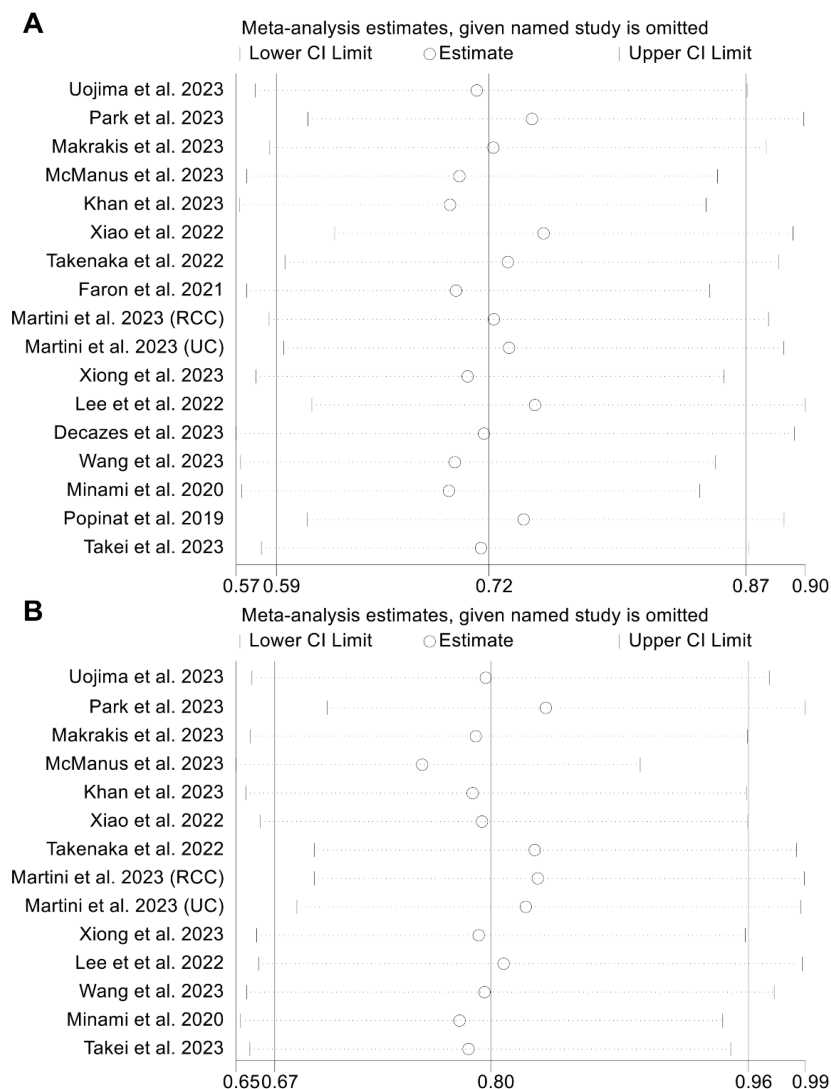 A
Meta-analysis estimates, given named study is omitted
Lower CI Limit Estimate Upper CI Limit
Uojima et al. 2023
Park et al. 2023
Makrakis et al. 2023
McManus et al. 2023
Khan et al. 2023
Xiao et al. 2022
Takenaka et al. 2022
Faron et al. 2021
Martini et al. 2023 (RCC)
Martini et al. 2023 (UC)
Xiong et al. 2023
Lee et et al. 2022
Decazes et al. 2023
Wang et al. 2023
Minami et al. 2020
Popinat et al. 2019
Takei et al. 2023
0.57 0.59 0.72 0.87 0.90
B
Meta-analysis estimates, given named study is omitted
Lower CI Limit Estimate Upper CI Limit
Uojima et al. 2023
Park et al. 2023
Makrakis et al. 2023
McManus et al. 2023
Khan et al. 2023
Xiao et al. 2022
Takenaka et al. 2022
Martini et al. 2023 (RCC)
Martini et al. 2023 (UC)
Xiong et al. 2023
Lee et et al. 2022
Wang et al. 2023
Minami et al. 2020
Takei et al. 2023
0.65 0.67 0.80 0.96 0.99